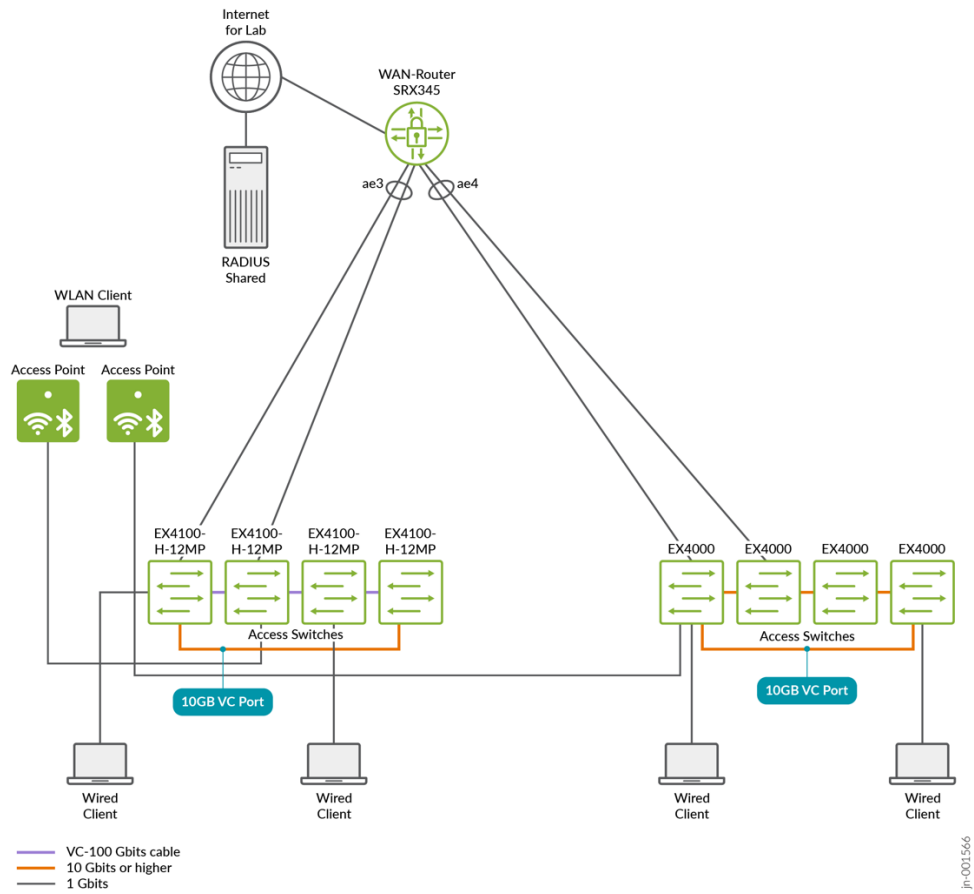 Internet
for Lab
WAN-Router
SRX345
ae3
ae4
RADIUS
Shared
WLAN Client
Access Point
Access Point
EX4100-
H-12MP
EX4100-
H-12MP
EX4100-
H-12MP
EX4100-
H-12MP
EX4000
EX4000
EX4000
EX4000
Access Switches
Access Switches
10GB VC Port
10GB VC Port
Wired
Client
Wired
Client
Wired
Client
Wired
Client
VC-100 Gbits cable
10 Gbits or higher
1 Gbits
jn-001566